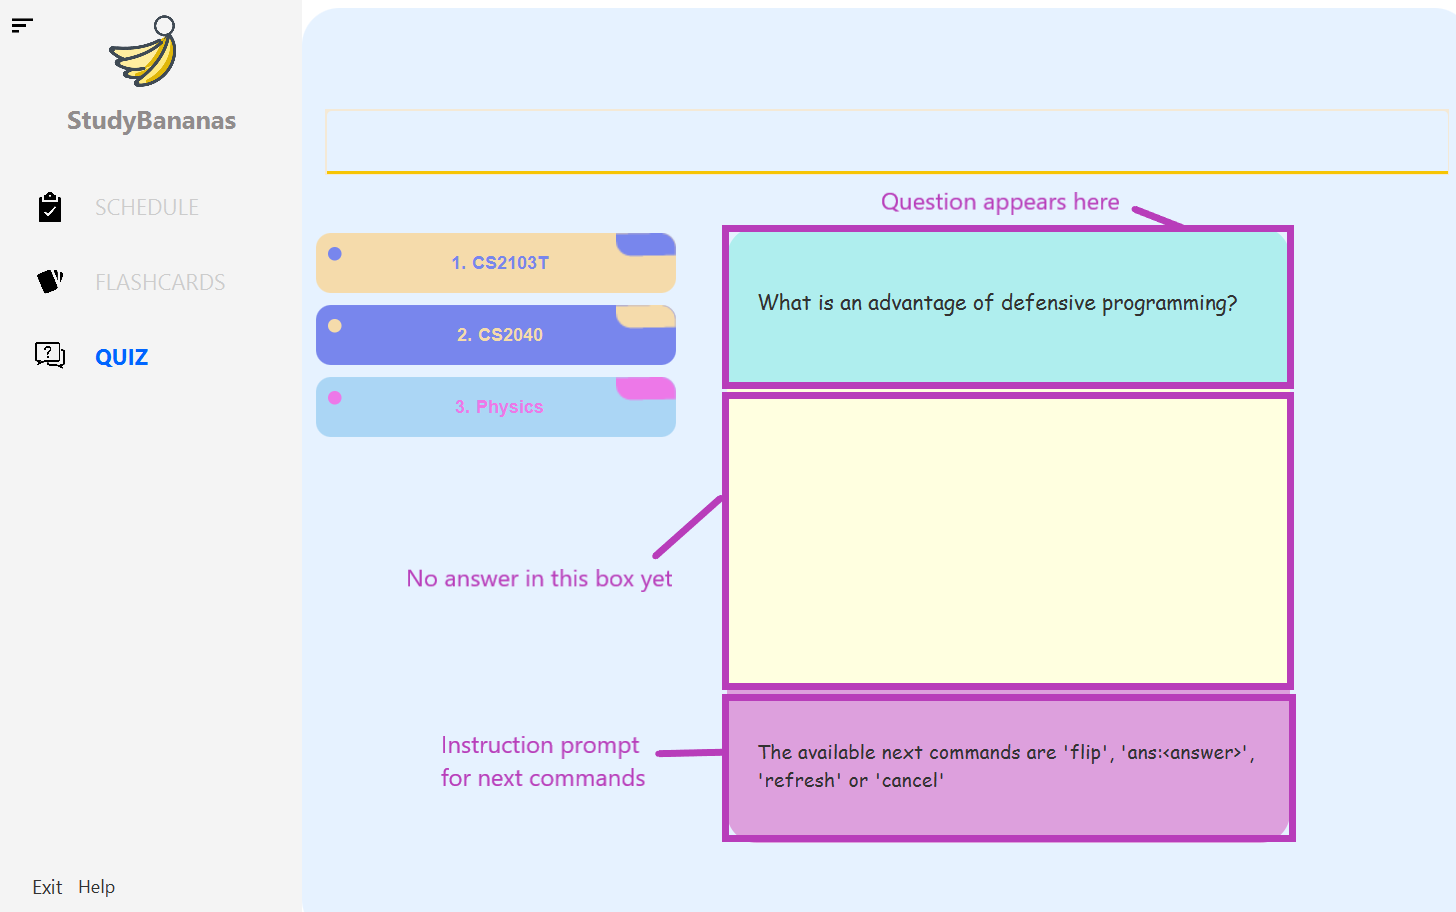 StudyBananas
SCHEDULE
FLASHCARDS
QUIZ
Exit Help
Question appears here
1. CS2103T
2. CS2040
3. Physics
What is an advantage of defensive programming?
No answer in this box yet
Instruction prompt
for next commands
The available next commands are 'flip', 'ans:<answer>',
'refresh' or 'cancel'